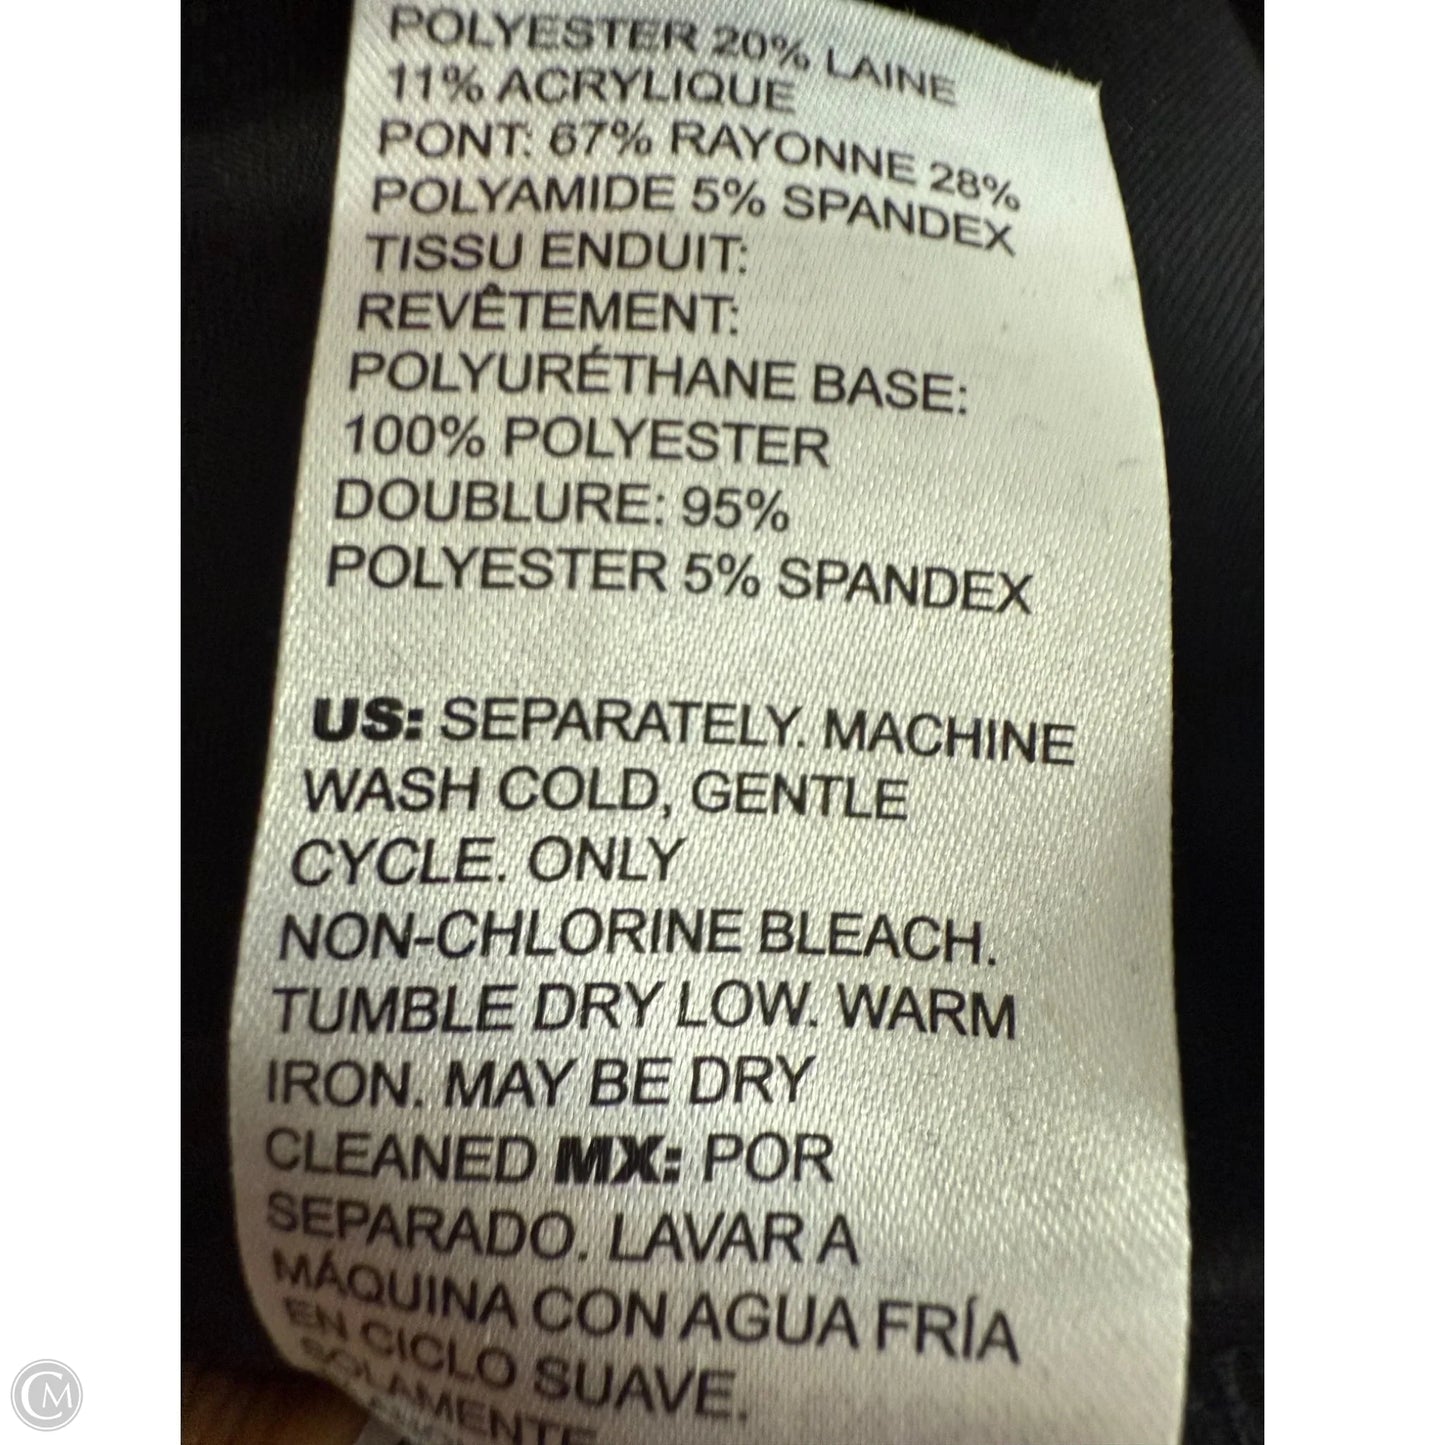 POLYESTER 20% LAINE
11% ACRYLIQUE
PONT: 67% RAYONNE 28%
POLYAMIDE 5% SPANDEX
TISSU ENDUIT:
REVÊTEMENT:
POLYURÉTHANE BASE:
100% POLYESTER
DOUBLURE: 95%
POLYESTER 5% SPANDEX
US: SEPARATELY. MACHINE
WASH COLD, GENTLE
CYCLE. ONLY
NON-CHLORINE BLEACH.
TUMBLE DRY LOW. WARM
IRON. MAY BE DRY
CLEANED MX: POR
SEPARADO. LAVAR A
MÁQUINA CON AGUA FRÍA
EN CICLO SUAVE.
SOLAMENTE
CM